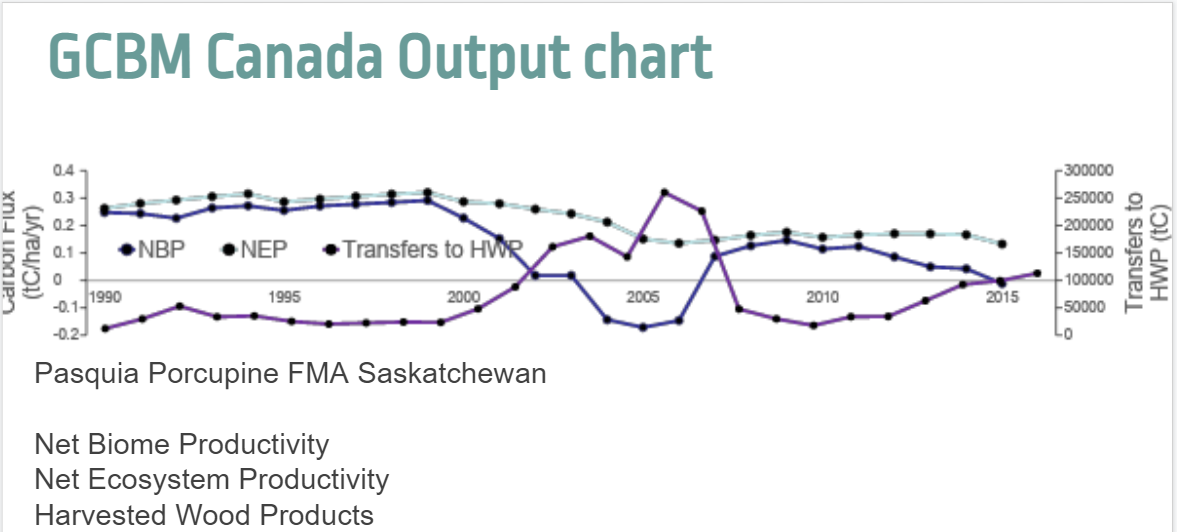 GCBM Canada Output chart
0.4
0.3
0.2
0.1
0
-0.1
-0.2
Carbon Flux
(tC/ha/yr)
NBP NEP Transfers to HWP
1990 1995 2000 2005 2010 2015
300000
250000
200000
150000
100000
50000
0
Transfers to
HWP (tC)
Pasquia Porcupine FMA Saskatchewan
Net Biome Productivity
Net Ecosystem Productivity
Harvested Wood Products